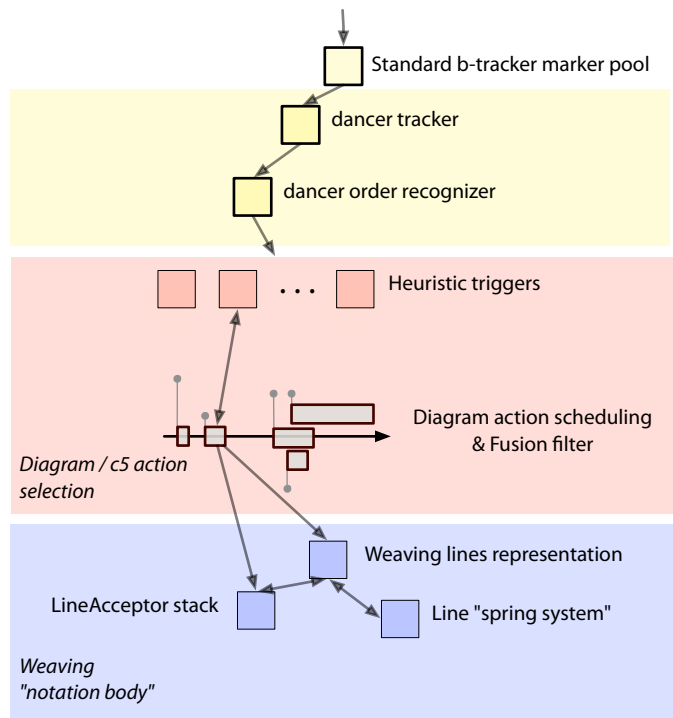 Standard b-tracker marker pool
dancer tracker
dancer order recognizer
Heuristic triggers
Diagram action scheduling
& Fusion filter
Diagram / c5 action
selection
Weaving lines representation
LineAcceptor stack
Line "spring system"
Weaving
"notation body"